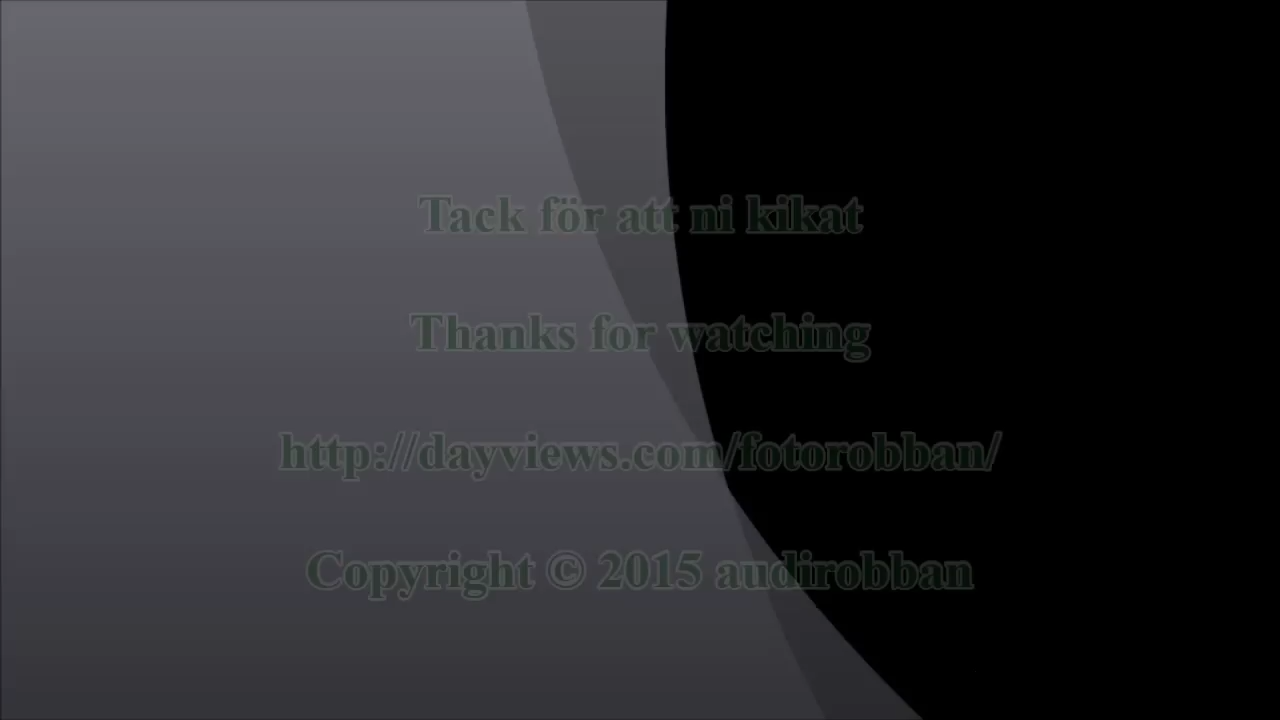 Tack för att ni kikat
Thanks for watching
http://dayviews.com/fotorobban/
Copyright © 2015 audirobban